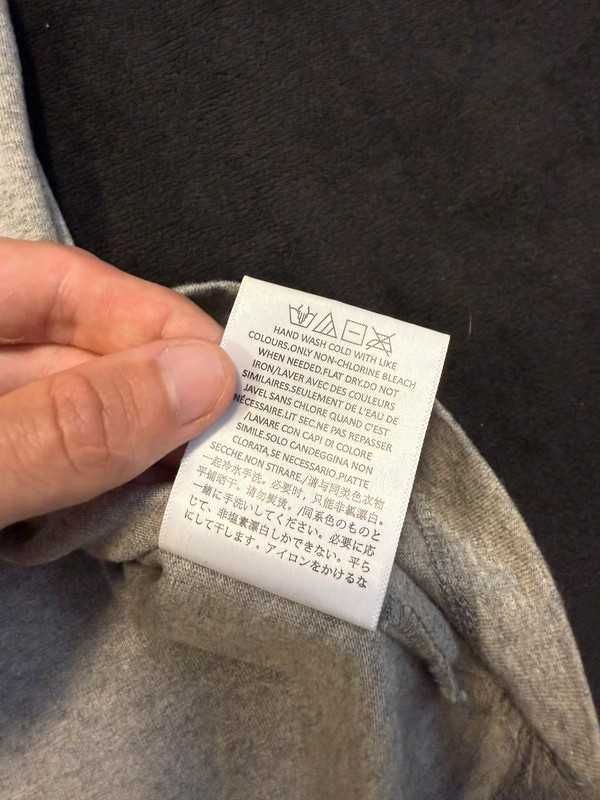 HAND WASH COLD WITH LIKE
COLOURS.ONLY NON-CHLORINE BLEACH
WHEN NEEDED.FLAT DRY.DO NOT
IRON/LAVER AVEC DES COULEURS
SIMILAIRES.SEULEMENT DE L'EAU DE
JAVEL SANS CHLORE QUAND C'EST
NÉCESSAIRE.LIT SEC.NE PAS REPASSER
/LAVARE CON CAPI DI COLORE
SIMILE.SOLO CANDEGGINA NON
CLORATA,SE NECESSARIO.PIATTE
SECCHE.NON STIRARE./请与同类色衣物
一起冷水手洗。必要时，只能非氯漂白。
平铺晒干。请勿熨烫。/同系色のものと
一緒に手洗いしてください。必要に応
じて、非塩素漂白しかできない。平ら
にして干します。アイロンをかけるな